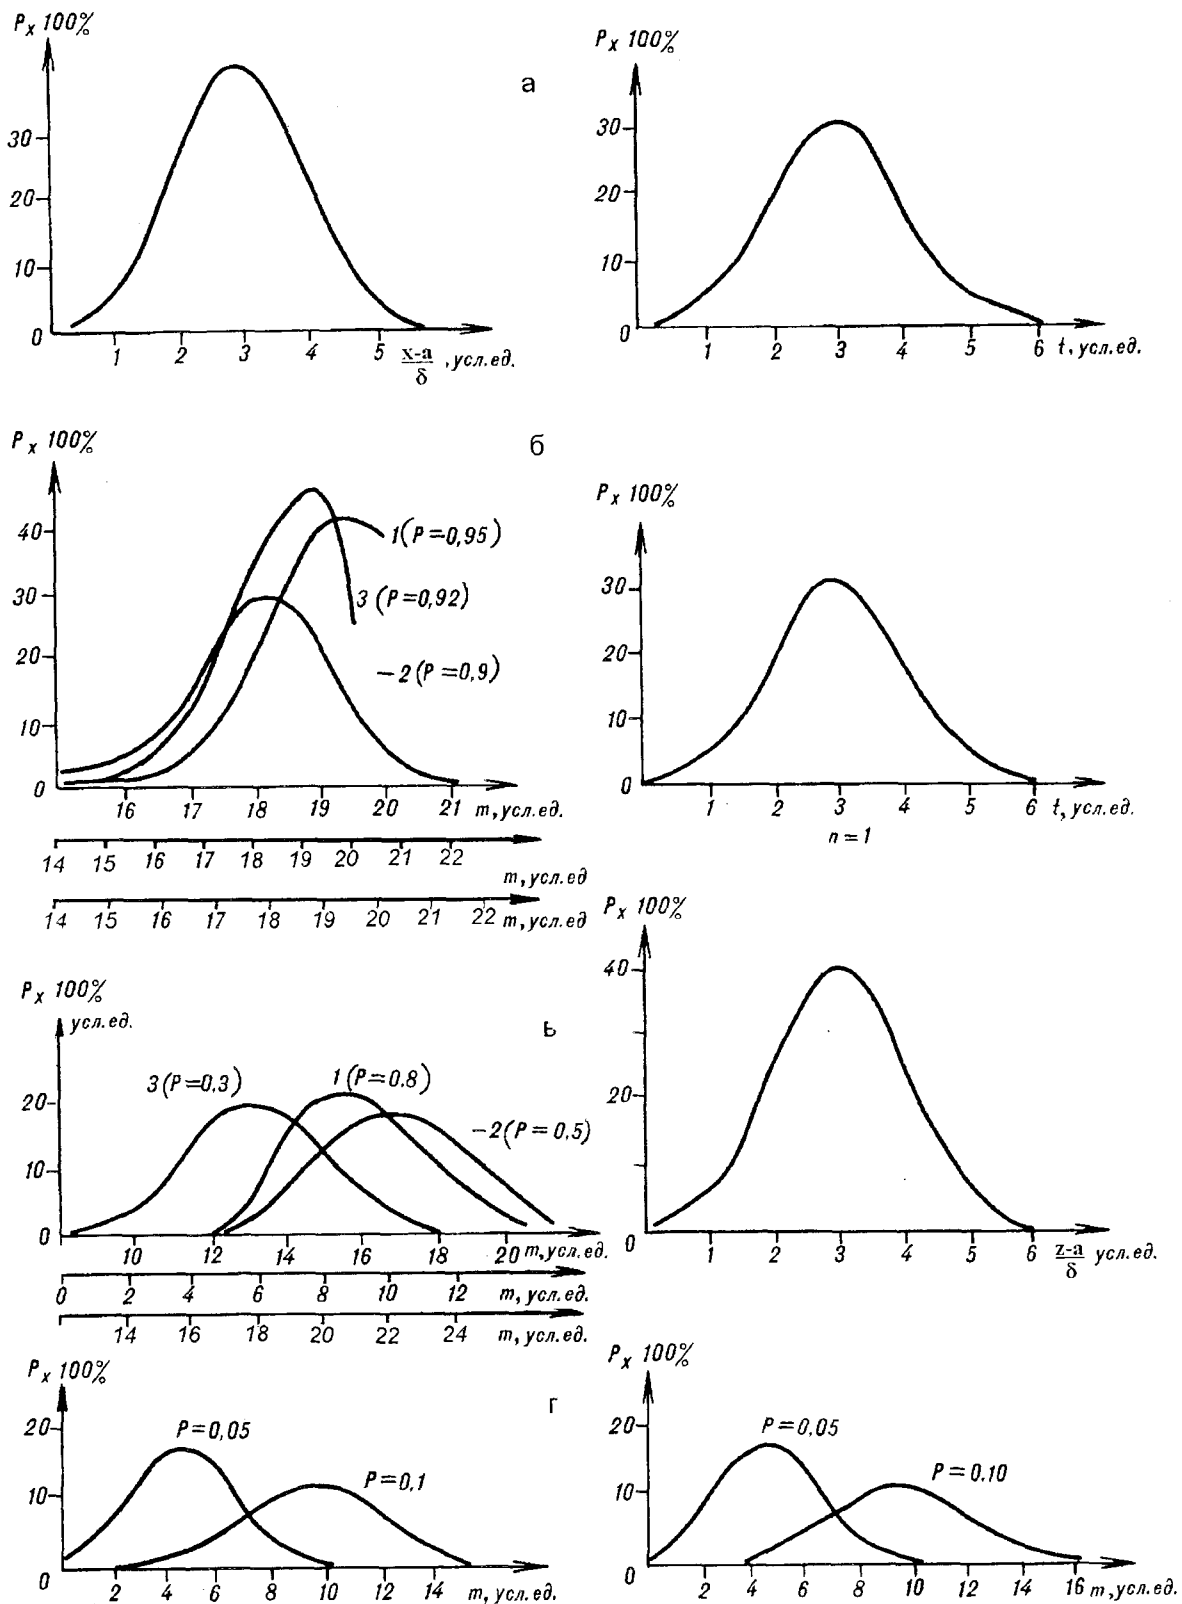 Pₓ 100%
30
20
10
0
1 2 3 4 5 x-a/δ , усл.ед.
а
Pₓ 100%
30
20
10
0
1 2 3 4 5 6 t, усл.ед.
Pₓ 100%
б
40
30
20
10
0
1(P=0,95)
3 (P=0,92)
–2(P=0,9)
16 17 18 19 20 21 m, усл.ед.
14 15 16 17 18 19 20 21 22
m, усл.ед
14 15 16 17 18 19 20 21 22 m, усл.ед
Pₓ 100%
30
20
10
0
1 2 3 4 5 6 t, усл.ед.
n=1
Pₓ 100%
усл.ед.
в
20
10
0
3(P=0,3)
1(P=0,8)
–2(P=0,5)
10 12 14 16 18 20 m, усл.ед.
0 2 4 6 8 10 12 m, усл.ед.
14 16 18 20 22 24 m, усл.ед.
Pₓ 100%
40
20
0
1 2 3 4 5 6 z-a/δ усл.ед.
Pₓ 100%
г
20
10
0
P=0,05
P=0,1
2 4 6 8 10 12 14 m, усл.ед.
Pₓ 100%
20
10
0
P=0,05
P=0,10
2 4 6 8 10 12 14 16 m, усл.ед.